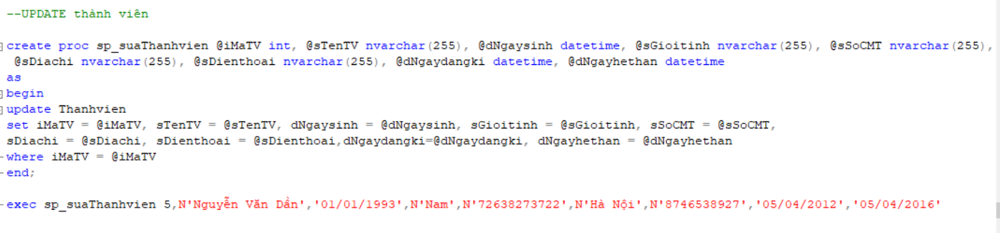 --UPDATE thành viên
create proc sp_suaThanhvien @iMaTV int, @sTenTV nvarchar(255), @dNgaysinh datetime, @sGioitinh nvarchar(255), @sSoCMT nvarchar(255),
@sDiachi nvarchar(255), @sDienthoai nvarchar(255), @dNgaydangki datetime, @dNgayhethan datetime
as
begin
update Thanhvien
set iMaTV = @iMaTV, sTenTV = @sTenTV, dNgaysinh = @dNgaysinh, sGioitinh = @sGioitinh, sSoCMT = @sSoCMT,
sDiachi = @sDiachi, sDienthoai = @sDienthoai,dNgaydangki=@dNgaydangki, dNgayhethan = @dNgayhethan
where iMaTV = @iMaTV
end;
exec sp_suaThanhvien 5,N'Nguyễn Văn Dần','01/01/1993',N'Nam',N'72638273722',N'Hà Nội',N'8746538927','05/04/2012','05/04/2016'